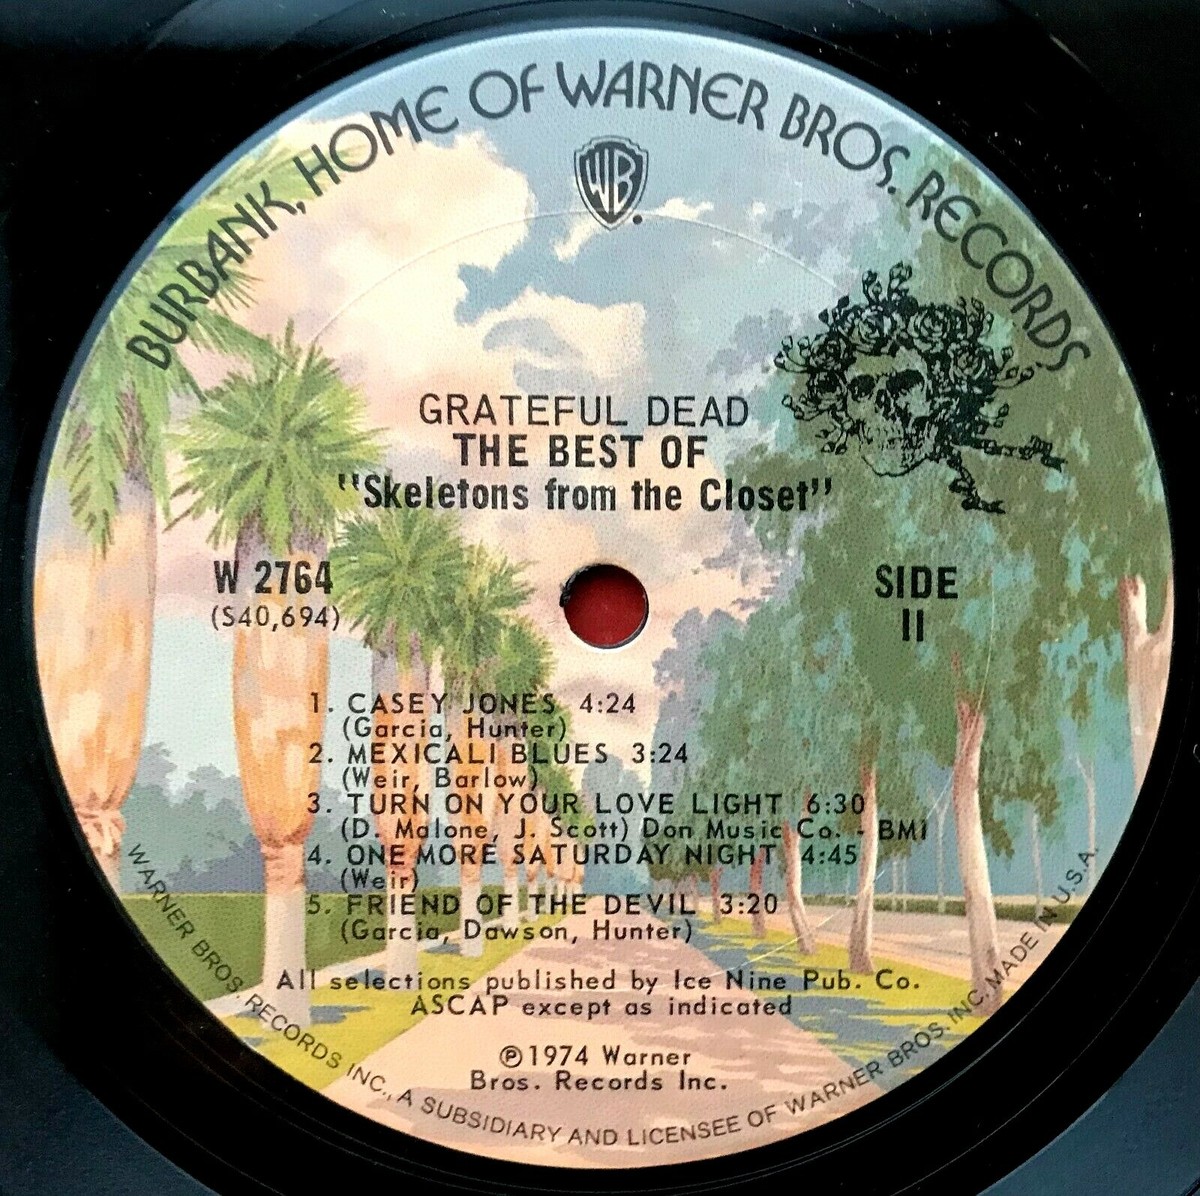 BURBANK, HOME OF WARNER BROS. RECORDS
WB
GRATEFUL DEAD
THE BEST OF
"Skeletons from the Closet"
W 2764
(S40,694)
SIDE
II
1. CASEY JONES 4:24
(Garcia, Hunter)
2. MEXICALI BLUES 3:24
(Weir, Barlow)
3. TURN ON YOUR LOVE LIGHT 6:30
(D. Malone, J. Scott) Don Music Co. - BMI
4. ONE MORE SATURDAY NIGHT 4:45
(Weir)
5. FRIEND OF THE DEVIL 3:20
(Garcia, Dawson, Hunter)
All selections published by Ice Nine Pub. Co.
ASCAP except as indicated
℗1974 Warner
Bros. Records Inc.
WARNER BROS. RECORDS INC., A SUBSIDIARY AND LICENSEE OF WARNER BROS. INC. MADE IN U.S.A.